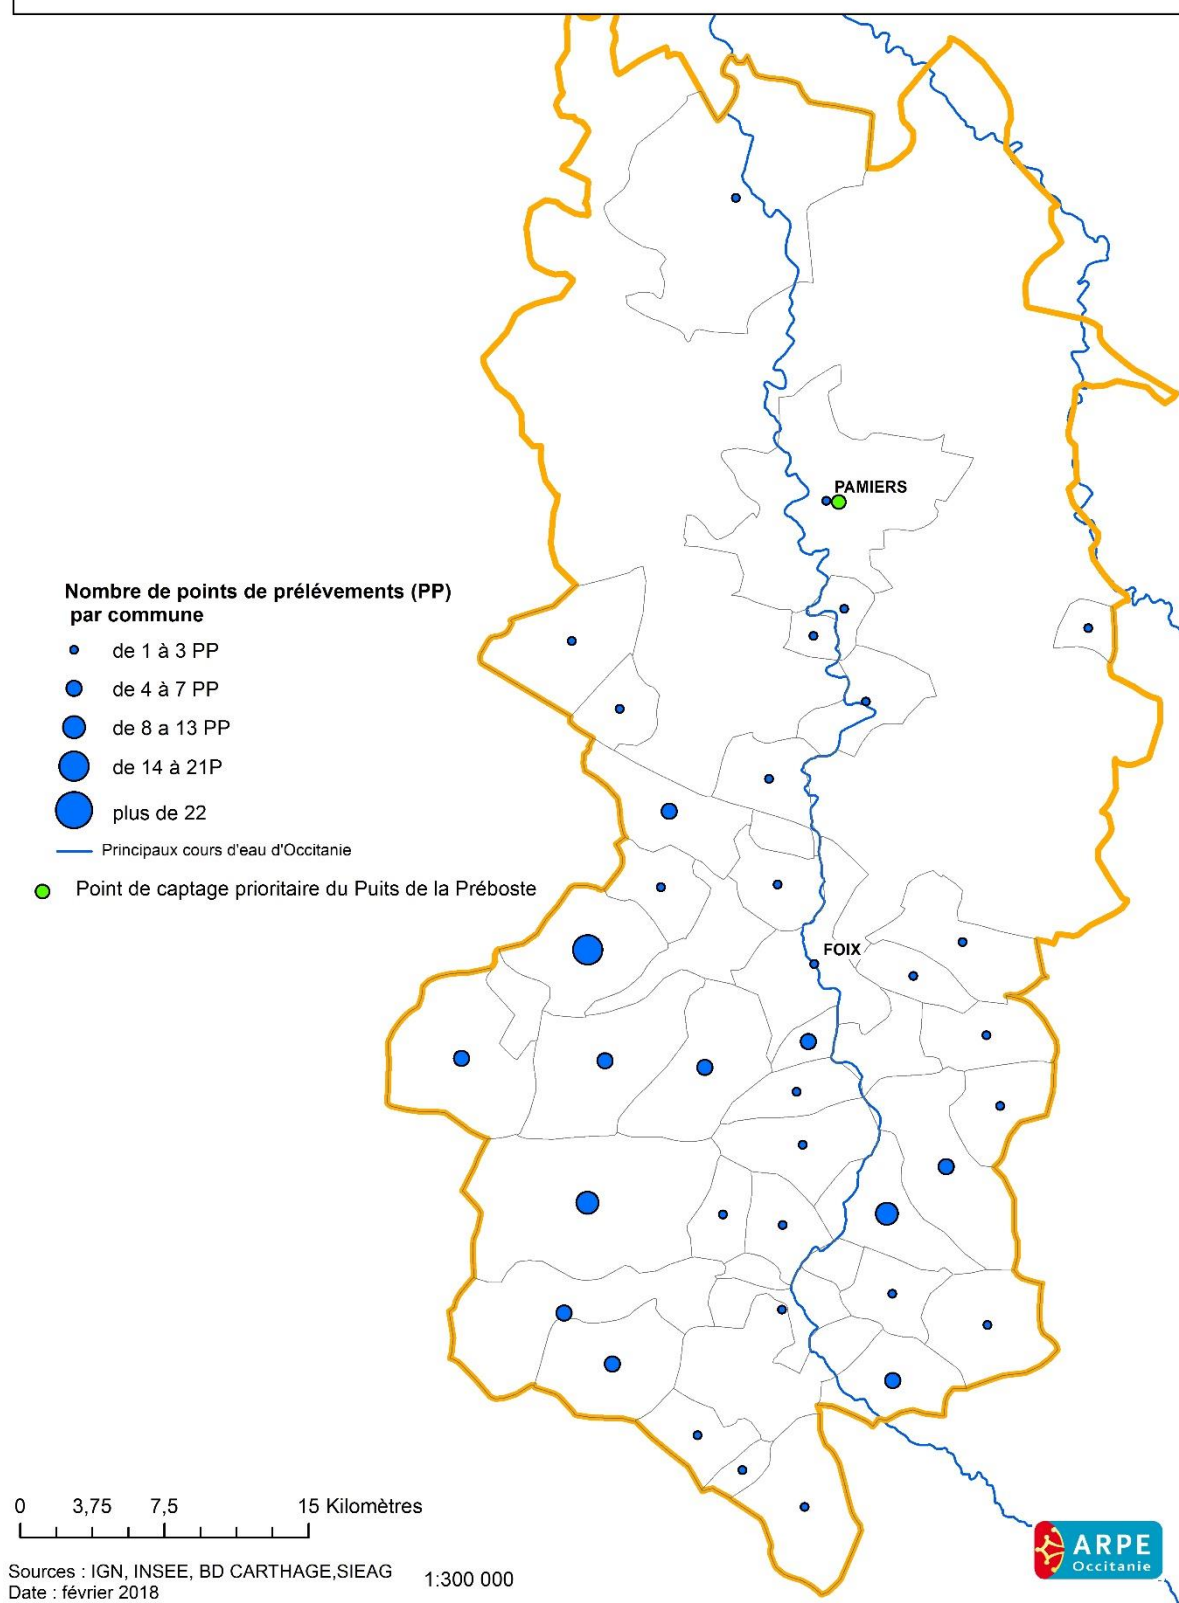 PAMIERS
Nombre de points de prélévements (PP)
par commune
de 1 à 3 PP
de 4 à 7 PP
de 8 a 13 PP
de 14 à 21P
plus de 22
Principaux cours d'eau d'Occitanie
Point de captage prioritaire du Puits de la Préboste
FOIX
0 3,75 7,5 15 Kilomètres
Sources : IGN, INSEE, BD CARTHAGE,SIEAG
Date : février 2018
1:300 000
ARPE
Occitanie